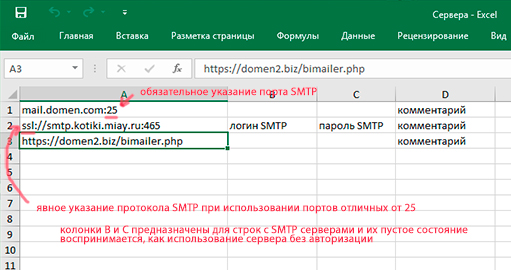 Сервера - Excel
Файл Главная Вставка Разметка страницы Формулы Данные Рецензирование Вид
A3 fx https://domen2.biz/bimailer.php
обязательное указание порта SMTP
A B C D
1 mail.domen.com:25 комментарий
2 ssl://smtp.kotiki.miay.ru:465 логин SMTP пароль SMTP комментарий
3 https://domen2.biz/bimailer.php комментарий
4
5
6
7
явное указание протокола SMTP при использовании портов отличных от 25
8
9
колонки B и C предназначены для строк с SMTP серверами и их пустое состояние
воспринимается, как использование сервера без авторизации
10
11